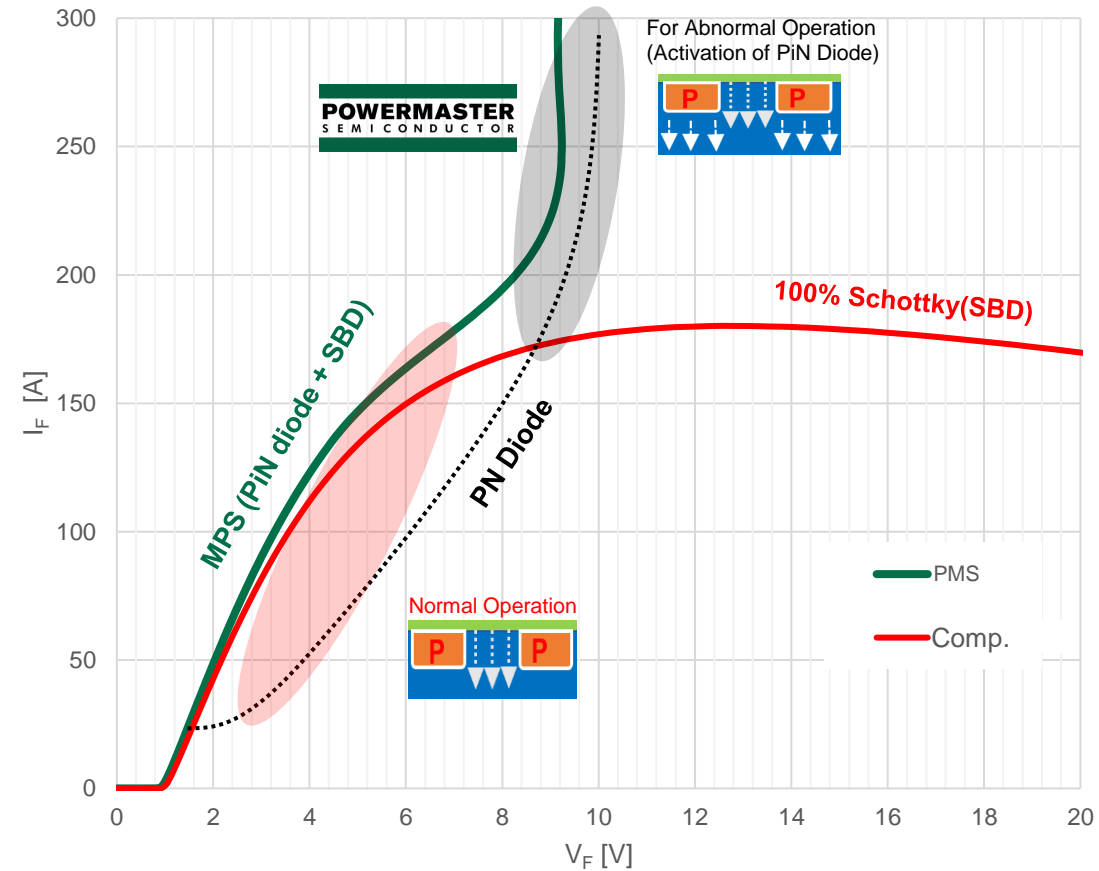 300
250
200
150
100
50
0
I_F [A]
0 2 4 6 8 10 12 14 16 18 20
V_F [V]
POWERMASTER
SEMICONDUCTOR
For Abnormal Operation
(Activation of PiN Diode)
P P
100% Schottky(SBD)
MPS (PiN diode + SBD)
PN Diode
Normal Operation
P P
PMS
Comp.